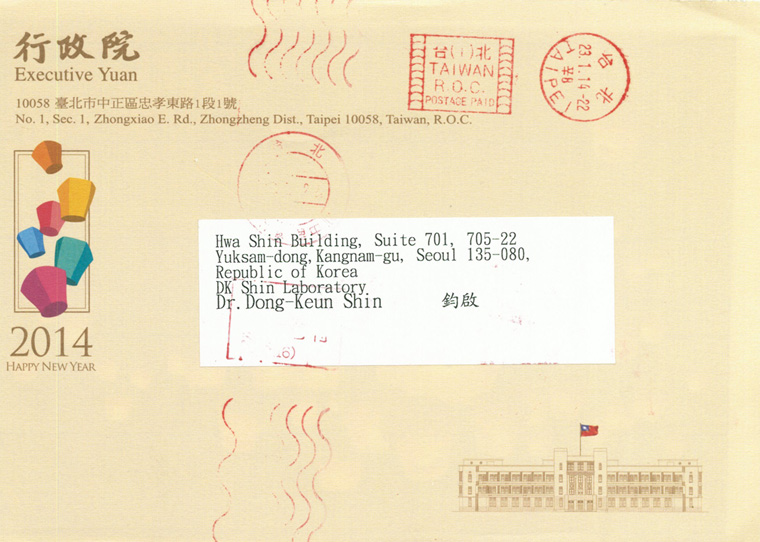 行政院
Executive Yuan
10058 臺北市中正區忠孝東路1段1號
No. 1, Sec. 1, Zhongxiao E. Rd., Zhongzheng Dist., Taipei 10058, Taiwan, R.O.C.
台(1)北
TAIWAN
R.O.C.
POSTAGE PAID
台北
23.1.14-22
#8
TAIPEI
北
Hwa Shin Building, Suite 701, 705-22
Yuksam-dong,Kangnam-gu, Seoul 135-080,
Republic of Korea
DK Shin Laboratory
Dr.Dong-Keun Shin 鈞啟
2014
HAPPY NEW YEAR